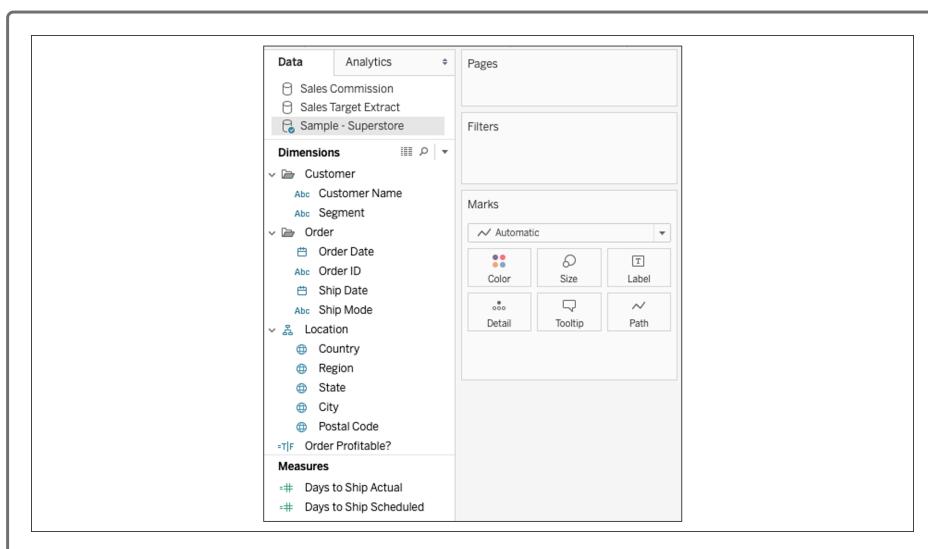 Data
Analytics
Sales Commission
Sales Target Extract
Sample - Superstore
Dimensions
Customer
Abc Customer Name
Abc Segment
Order
Order Date
Abc Order ID
Ship Date
Abc Ship Mode
Location
Country
Region
State
City
Postal Code
=T|F Order Profitable?
Measures
=# Days to Ship Actual
=# Days to Ship Scheduled
Pages
Filters
Marks
Automatic
Color Size Label
Detail Tooltip Path